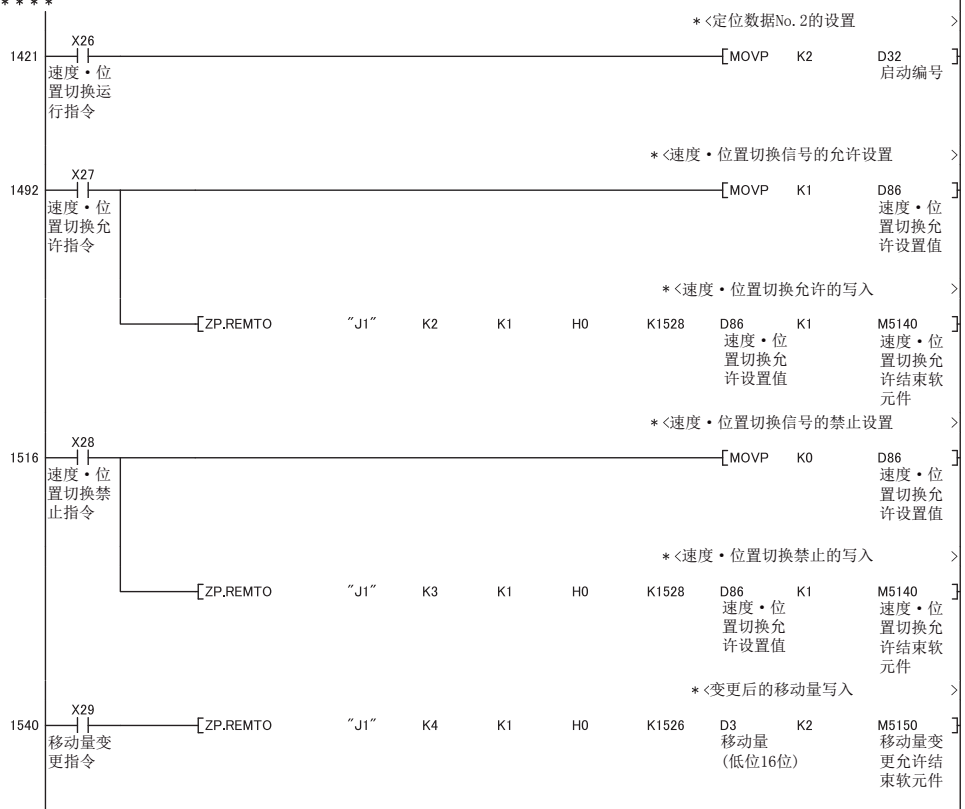 ****
*<定位数据No.2的设置 >
X26
1421 [MOVP K2 D32 ]
速度・位 启动编号
置切换运
行指令
*<速度・位置切换信号的允许设置 >
X27
1492 [MOVP K1 D86 ]
速度・位 速度・位
置切换允 置切换允
许指令 许设置值
*<速度・位置切换允许的写入 >
[ZP.REMTO "J1" K2 K1 H0 K1528 D86 K1 M5140 ]
速度・位 速度・位
置切换允 置切换允
许设置值 许结束软
元件
*<速度・位置切换信号的禁止设置 >
X28
1516 [MOVP K0 D86 ]
速度・位 速度・位
置切换禁 置切换允
止指令 许设置值
*<速度・位置切换禁止的写入 >
[ZP.REMTO "J1" K3 K1 H0 K1528 D86 K1 M5140 ]
速度・位 速度・位
置切换允 置切换允
许设置值 许结束软
元件
*<变更后的移动量写入 >
X29
1540 [ZP.REMTO "J1" K4 K1 H0 K1526 D3 K2 M5150 ]
移动量变 移动量 移动量变
更指令 (低位16位) 更允许结
束软元件